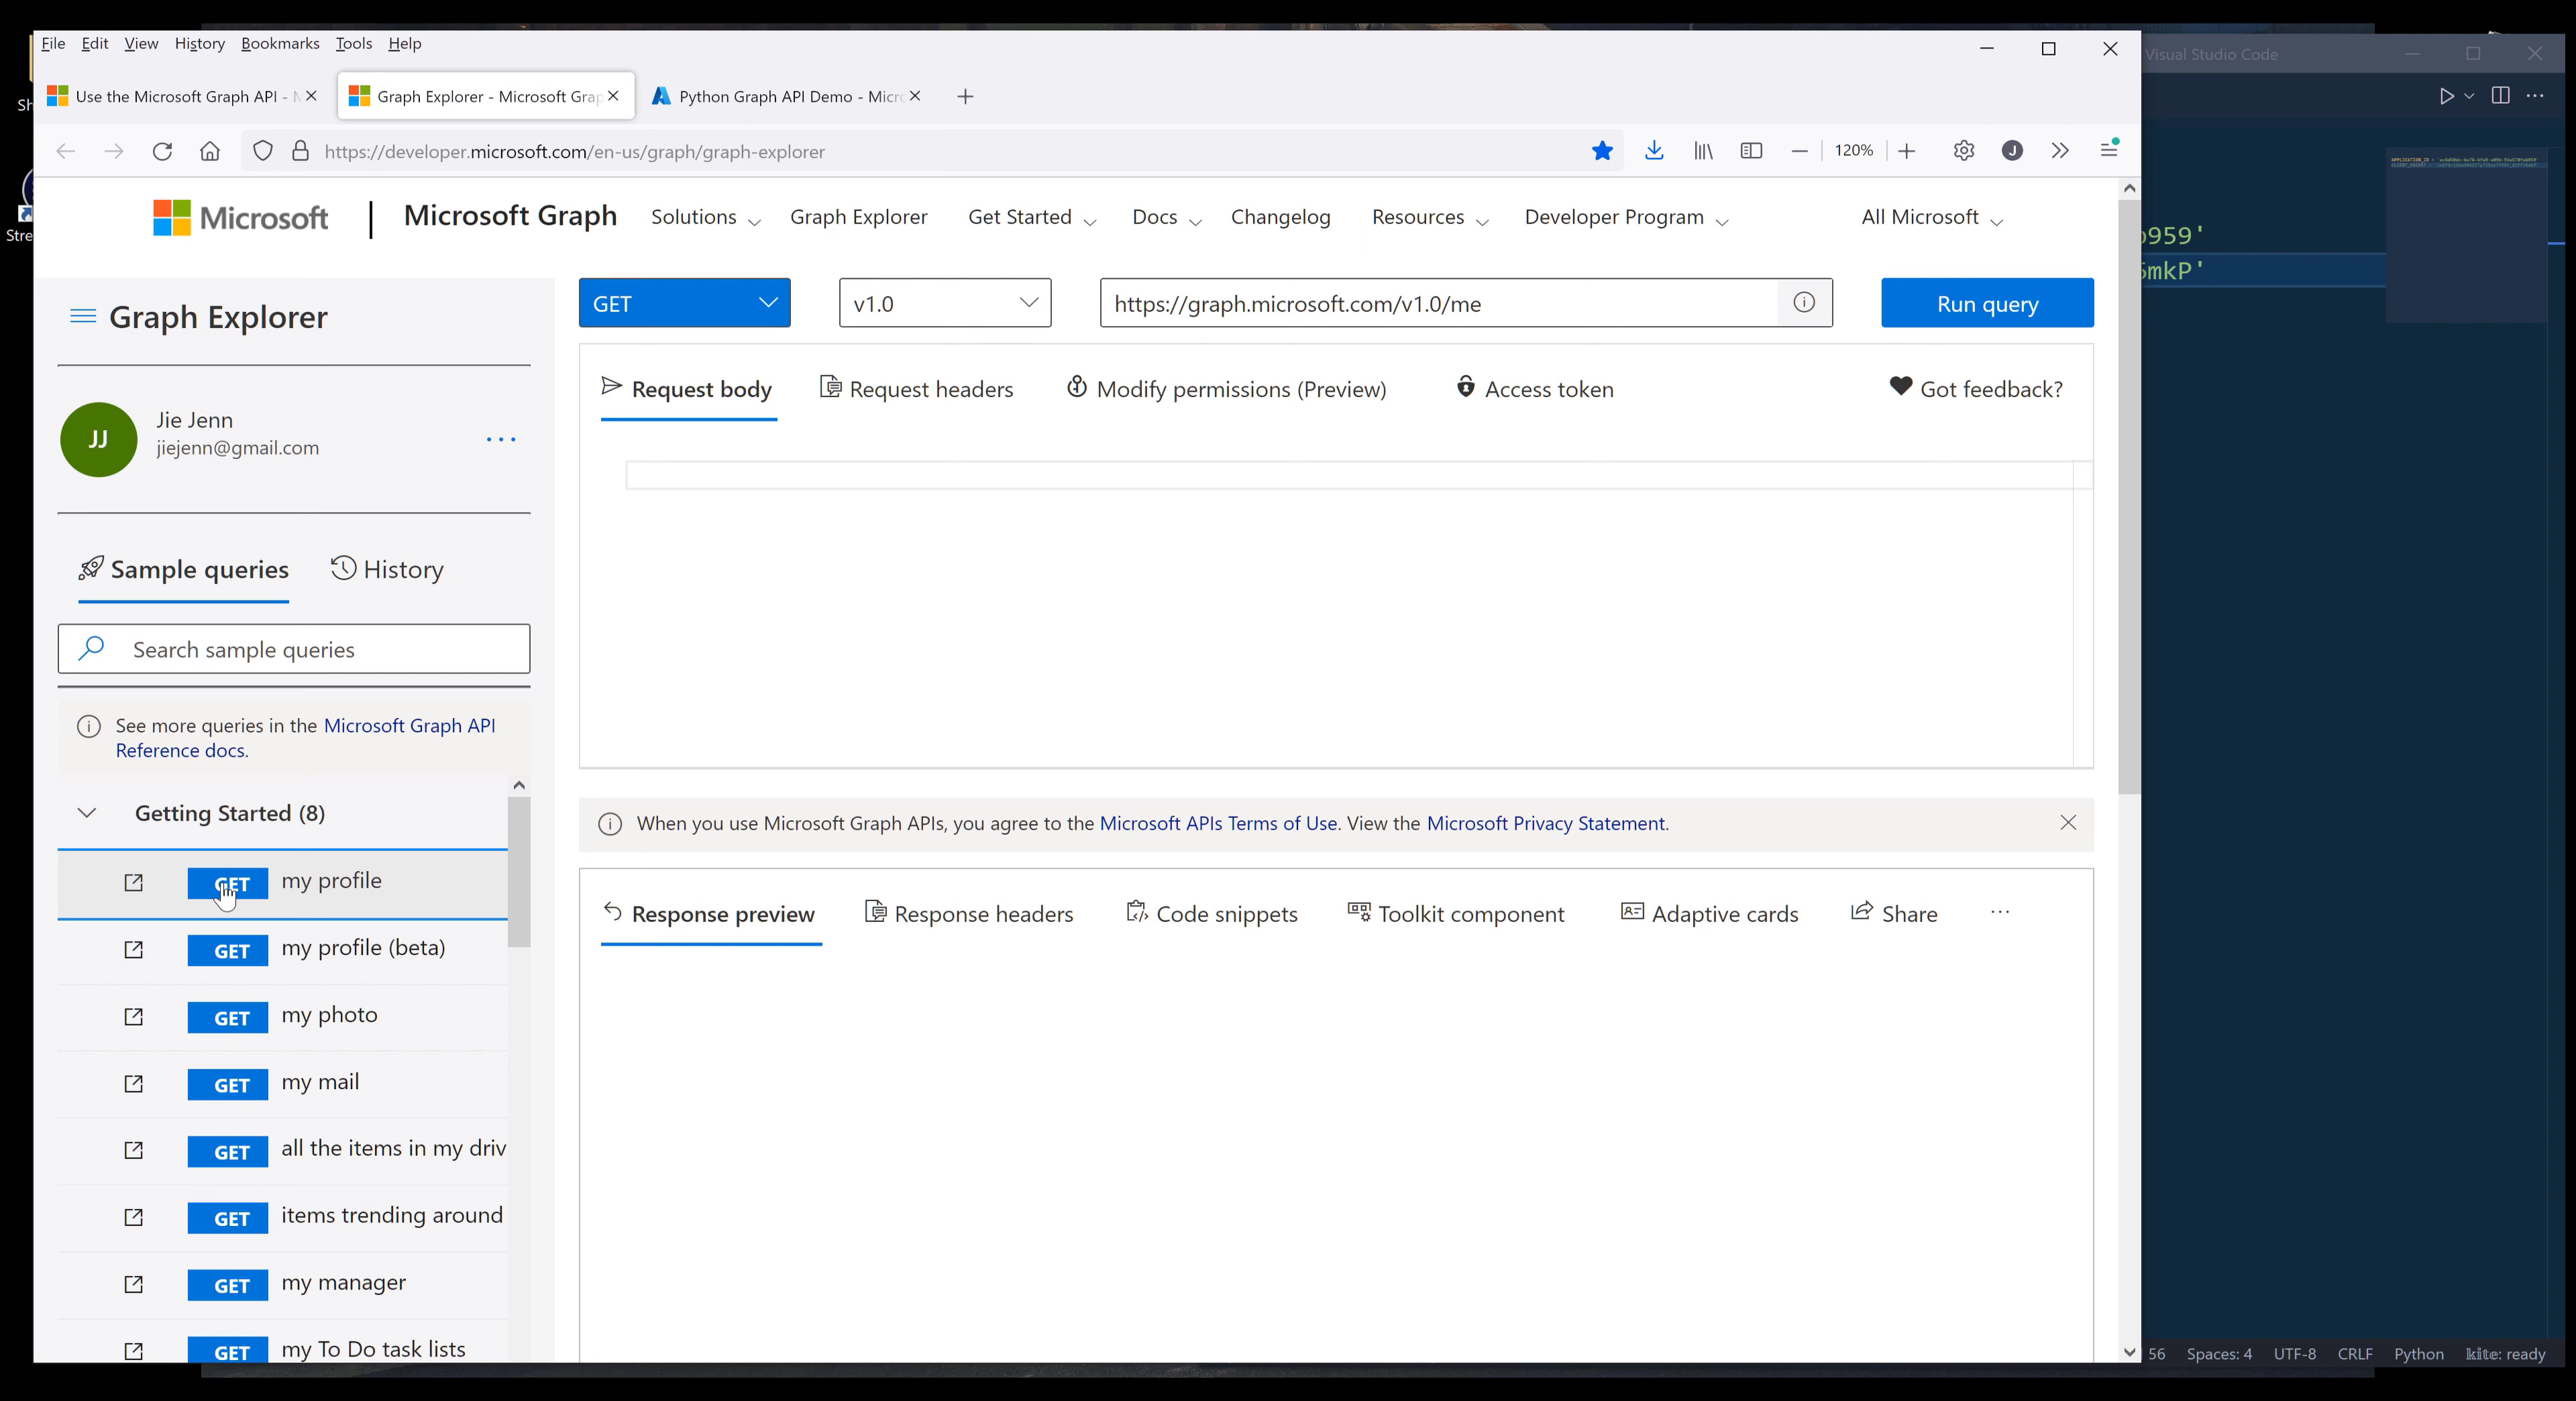 File Edit View History Bookmarks Tools Help
Visual Studio Code
Use the Microsoft Graph API -
Graph Explorer - Microsoft Grap
Python Graph API Demo - Micro
https://developer.microsoft.com/en-us/graph/graph-explorer
120%
J
Microsoft
Microsoft Graph
Solutions
Graph Explorer
Get Started
Docs
Changelog
Resources
Developer Program
All Microsoft
959'
mkP'
Graph Explorer
GET
v1.0
https://graph.microsoft.com/v1.0/me
Run query
Request body
Request headers
Modify permissions (Preview)
Access token
Got feedback?
JJ
Jie Jenn
jiejenn@gmail.com
Sample queries
History
Search sample queries
See more queries in the Microsoft Graph API
Reference docs.
Getting Started (8)
GET my profile
GET my profile (beta)
GET my photo
GET my mail
GET all the items in my driv
GET items trending around
GET my manager
GET my To Do task lists
When you use Microsoft Graph APIs, you agree to the Microsoft APIs Terms of Use. View the Microsoft Privacy Statement.
Response preview
Response headers
Code snippets
Toolkit component
Adaptive cards
Share
Sh
Stre
56 Spaces: 4 UTF-8 CRLF Python kite: ready